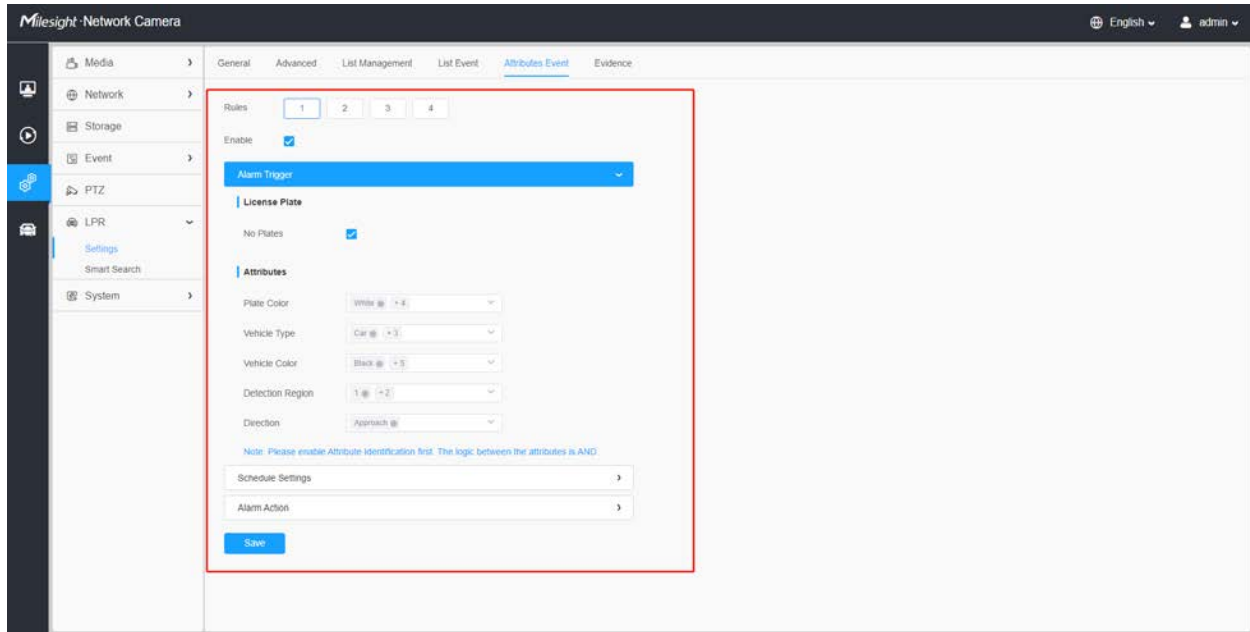 Milesight · Network Camera English admin
Media General Advanced List Management List Event Attributes Event Evidence
Network
Rules 1 2 3 4
Storage
Enable
Event
Alarm Trigger
PTZ
License Plate
LPR
No Plates
Settings
Smart Search
Attributes
System
Plate Color White + 4
Vehicle Type Car + 3
Vehicle Color Black + 5
Detection Region 1 + 2
Direction Approach
Note: Please enable Attribute Identification first. The logic between the attributes is AND.
Schedule Settings
Alarm Action
Save